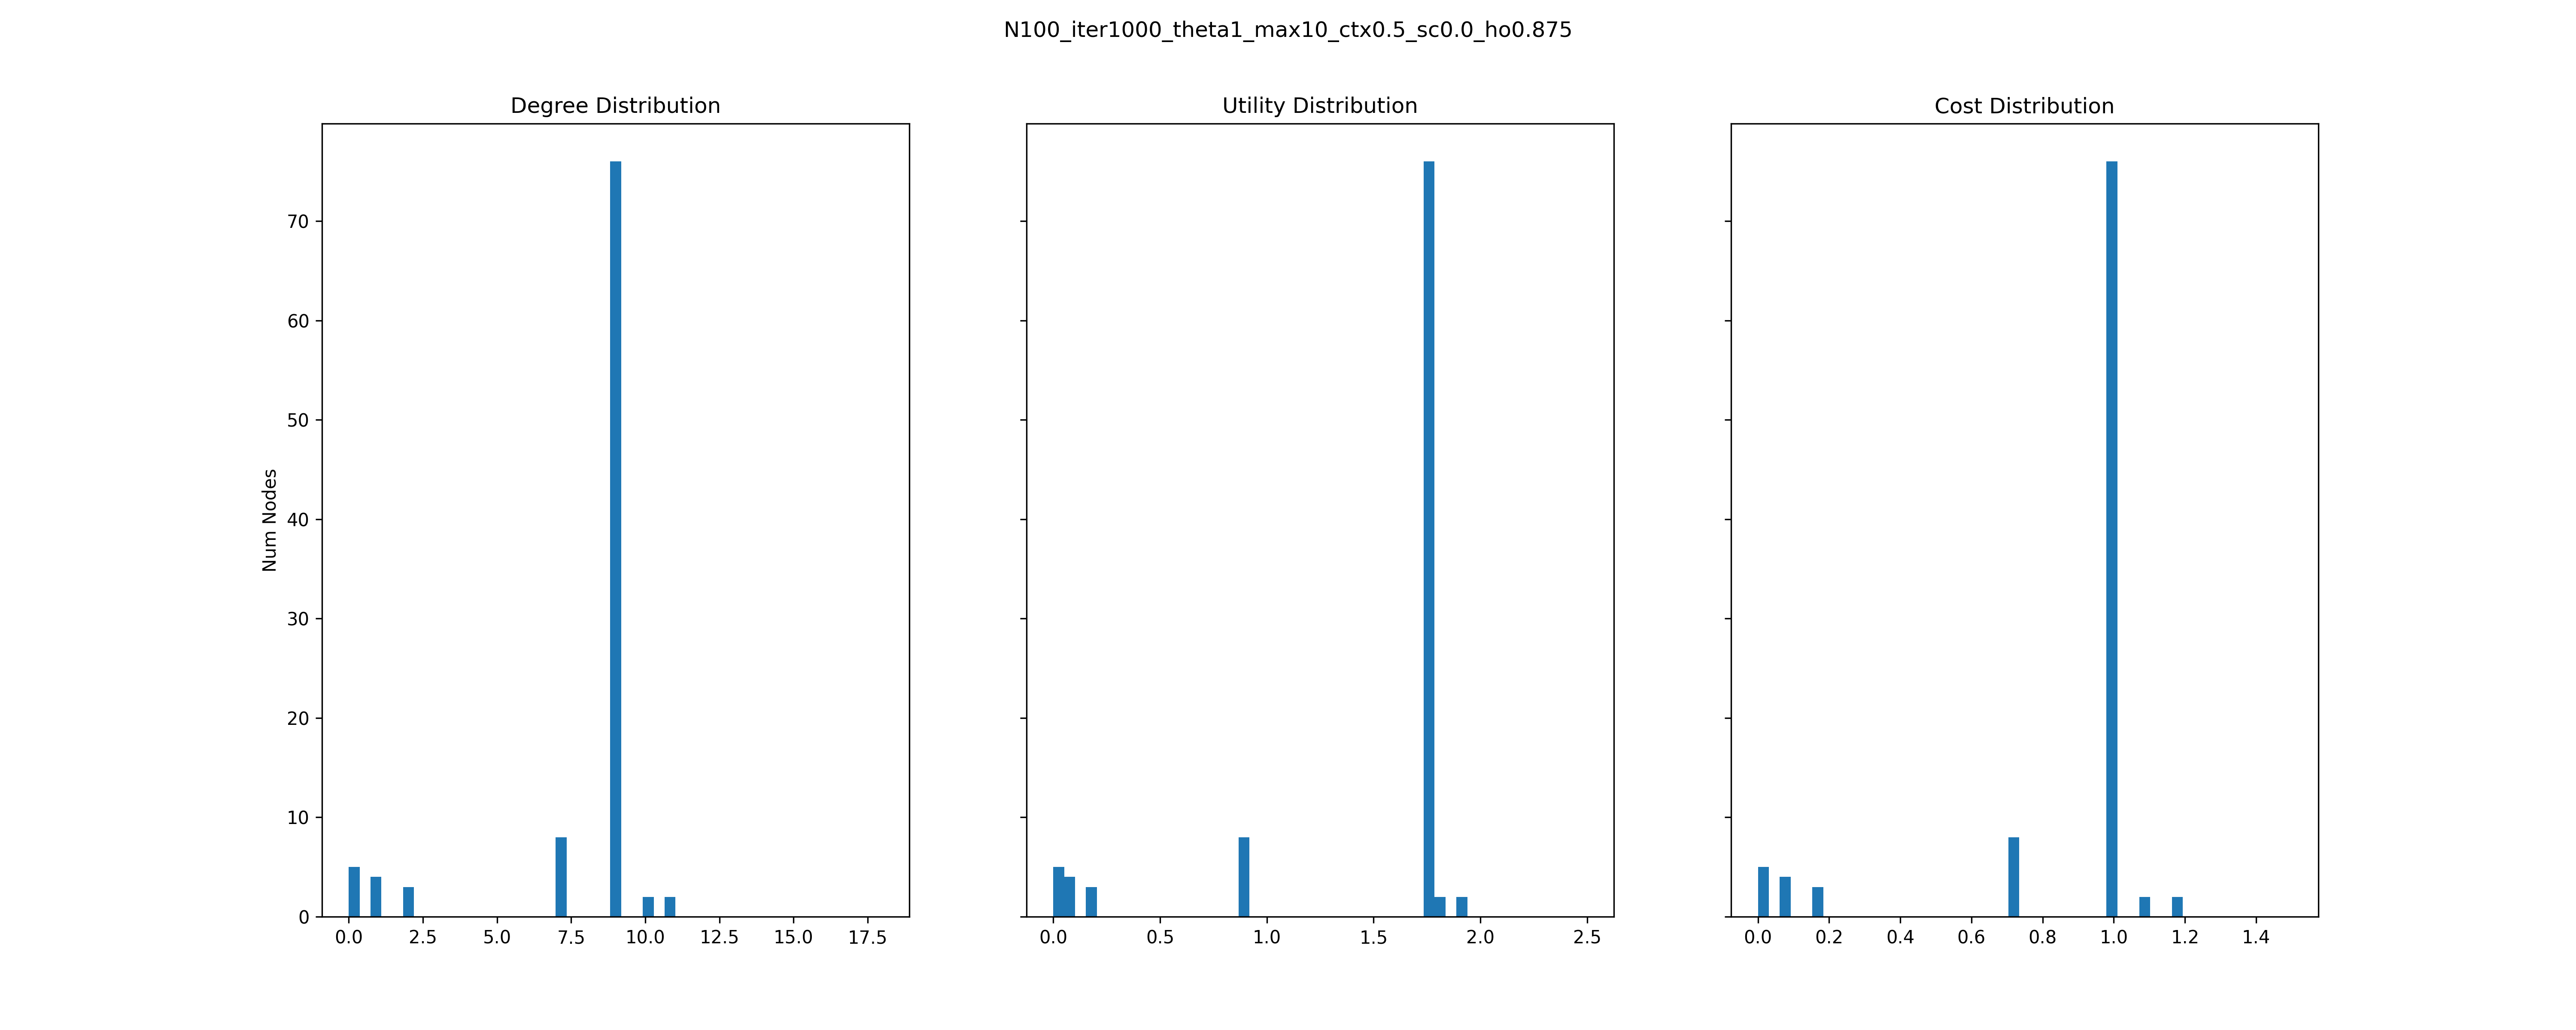 N100_iter1000_theta1_max10_ctx0.5_sc0.0_ho0.875
Degree Distribution
Utility Distribution
Cost Distribution
Num Nodes
70
60
50
40
30
20
10
0
0.0 2.5 5.0 7.5 10.0 12.5 15.0 17.5
0.0 0.5 1.0 1.5 2.0 2.5
0.0 0.2 0.4 0.6 0.8 1.0 1.2 1.4